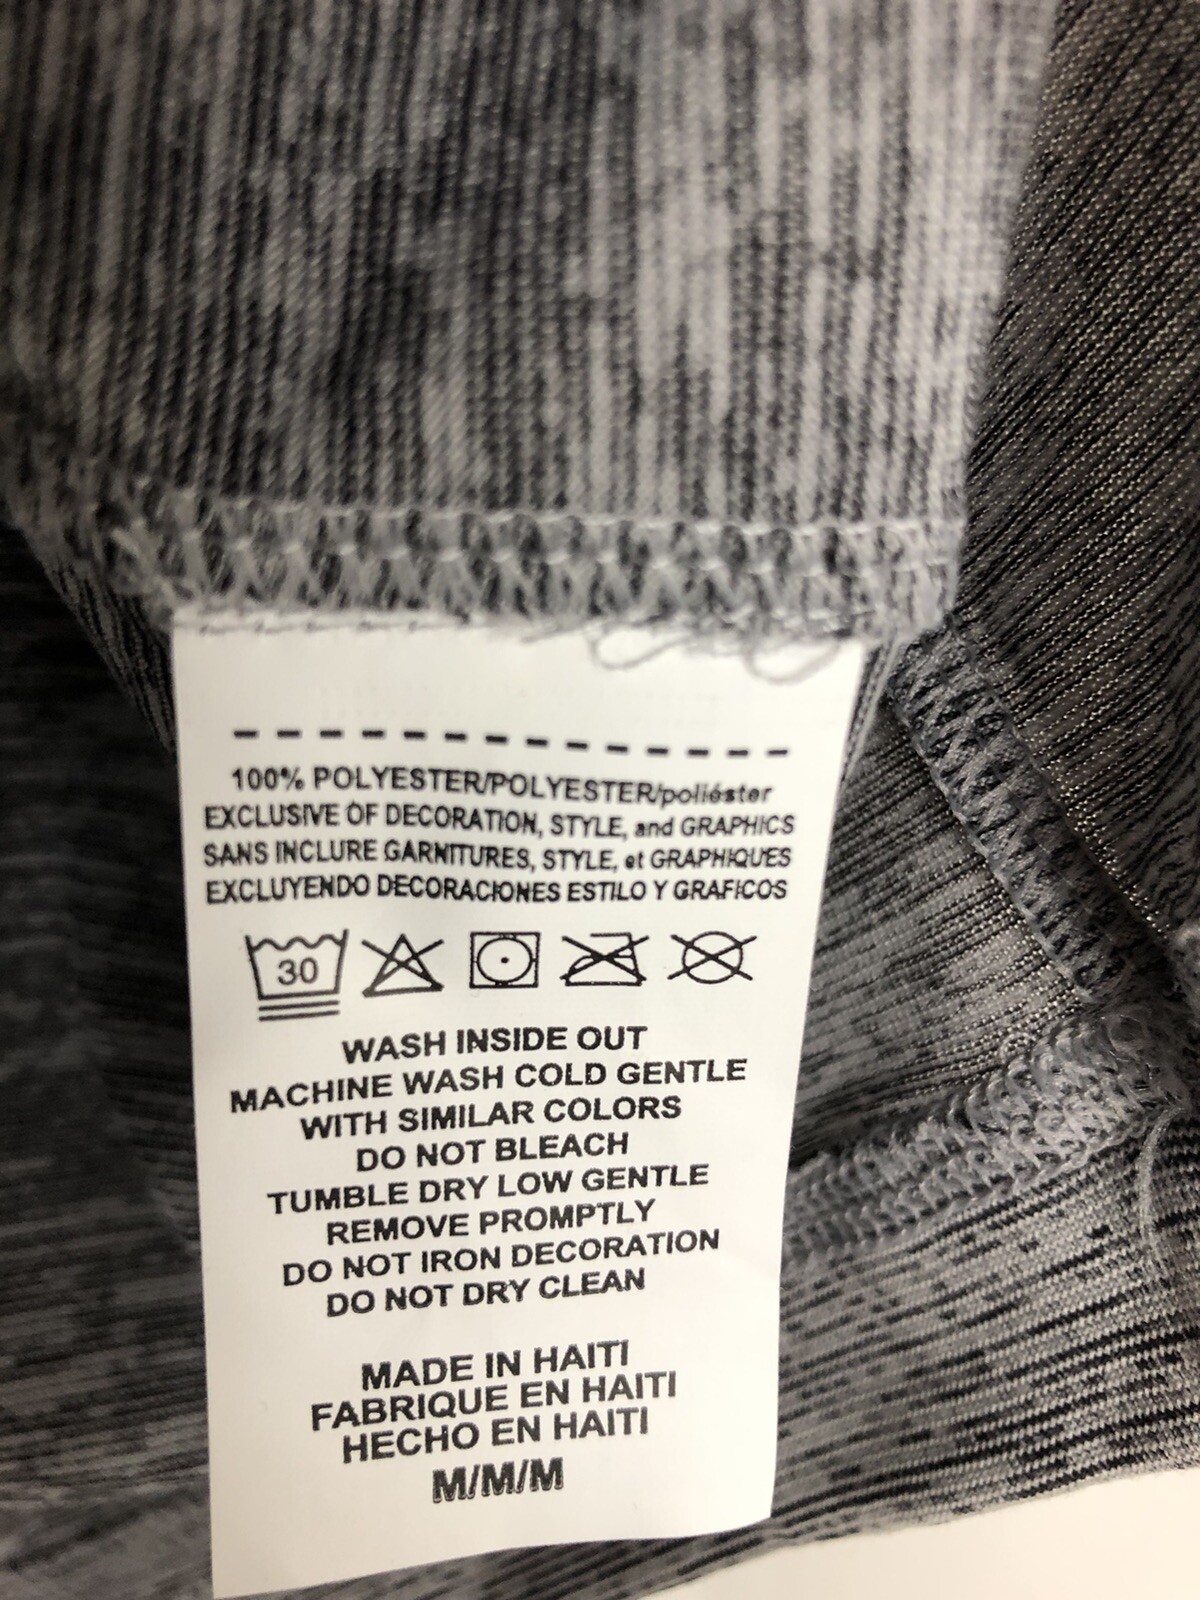 100% POLYESTER/POLYESTER/poliéster
EXCLUSIVE OF DECORATION, STYLE, and GRAPHICS
SANS INCLURE GARNITURES, STYLE, et GRAPHIQUES
EXCLUYENDO DECORACIONES ESTILO Y GRAFICOS
30
WASH INSIDE OUT
MACHINE WASH COLD GENTLE
WITH SIMILAR COLORS
DO NOT BLEACH
TUMBLE DRY LOW GENTLE
REMOVE PROMPTLY
DO NOT IRON DECORATION
DO NOT DRY CLEAN
MADE IN HAITI
FABRIQUE EN HAITI
HECHO EN HAITI
M/M/M